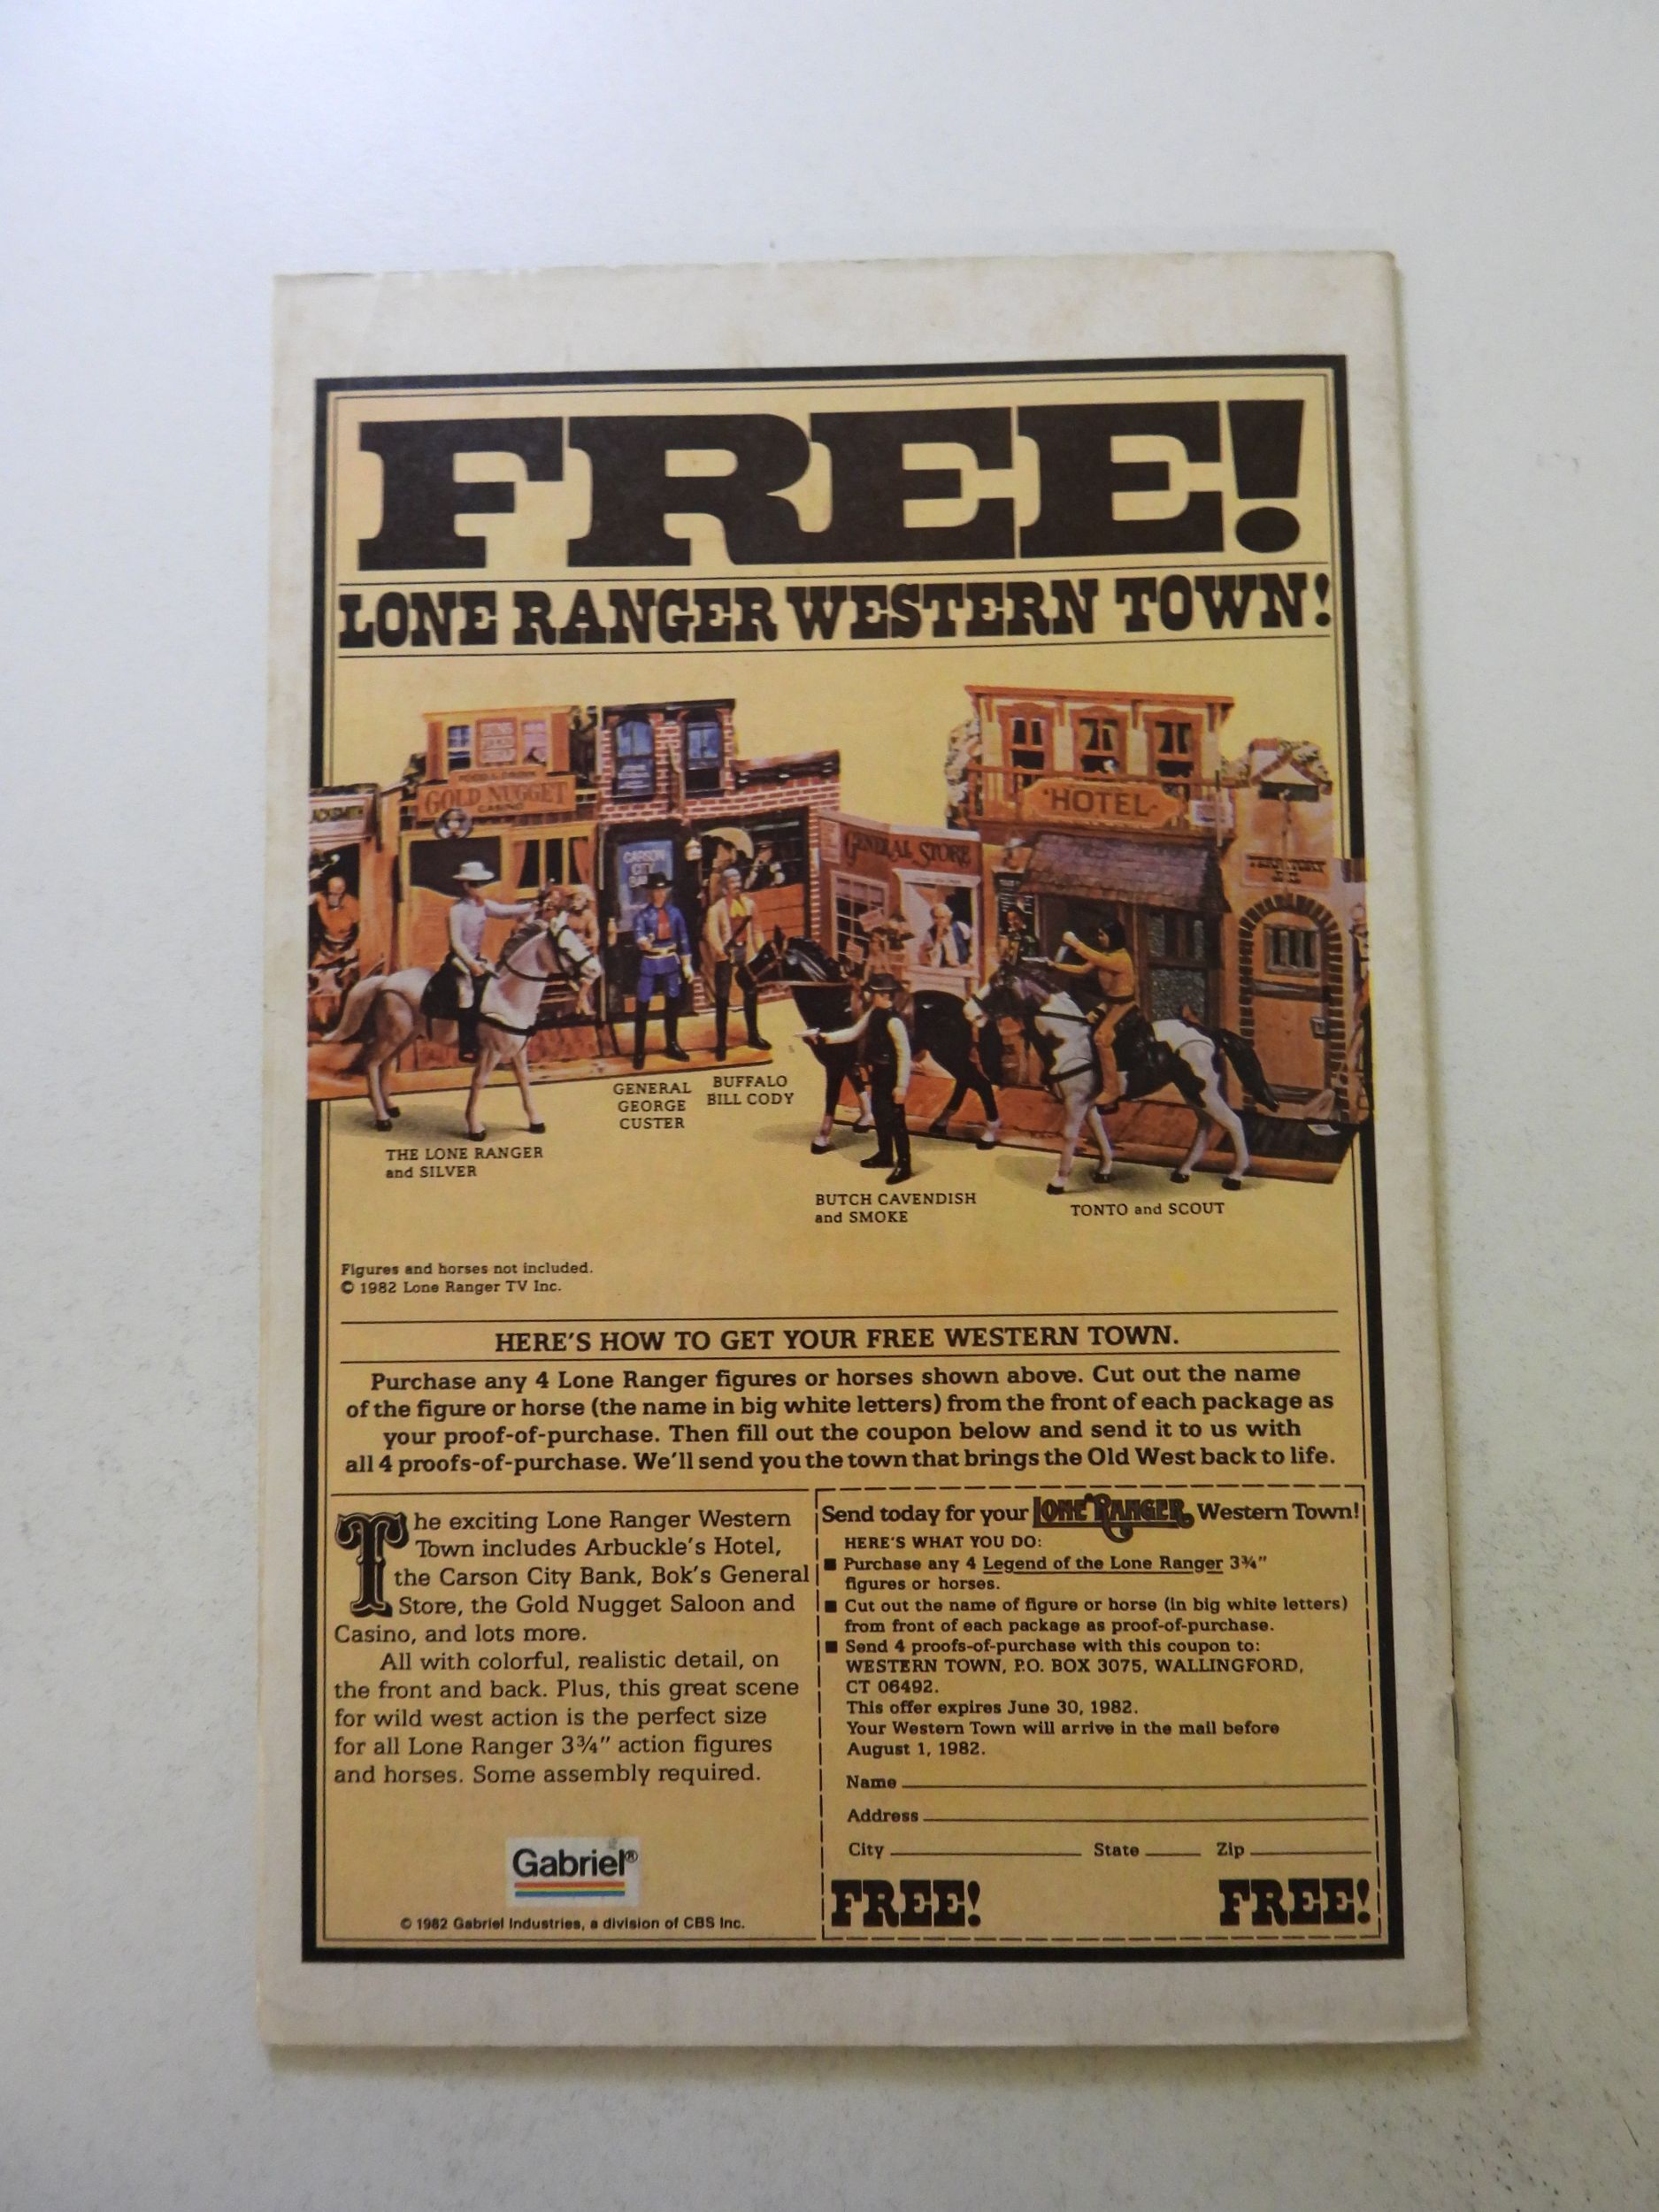 FREE!
LONE RANGER WESTERN TOWN!
FOOD & DRINK
GOLD NUGGET
CASINO
CARSON
CITY
GENERAL STORE
HOTEL
GENERAL
GEORGE
CUSTER
BUFFALO
BILL CODY
THE LONE RANGER
and SILVER
BUTCH CAVENDISH
and SMOKE
TONTO and SCOUT
Figures and horses not included.
© 1982 Lone Ranger TV Inc.
HERE'S HOW TO GET YOUR FREE WESTERN TOWN.
Purchase any 4 Lone Ranger figures or horses shown above. Cut out the name
of the figure or horse (the name in big white letters) from the front of each package as
your proof-of-purchase. Then fill out the coupon below and send it to us with
all 4 proofs-of-purchase. We'll send you the town that brings the Old West back to life.
The exciting Lone Ranger Western
Town includes Arbuckle's Hotel,
the Carson City Bank, Bok's General
Store, the Gold Nugget Saloon and
Casino, and lots more.
All with colorful, realistic detail, on
the front and back. Plus, this great scene
for wild west action is the perfect size
for all Lone Ranger 3¾" action figures
and horses. Some assembly required.
Gabriel®
© 1982 Gabriel Industries, a division of CBS Inc.
Send today for your LONE RANGER Western Town!
HERE'S WHAT YOU DO:
■ Purchase any 4 Legend of the Lone Ranger 3¾"
figures or horses.
■ Cut out the name of figure or horse (in big white letters)
from front of each package as proof-of-purchase.
■ Send 4 proofs-of-purchase with this coupon to:
WESTERN TOWN, P.O. BOX 3075, WALLINGFORD,
CT 06492.
This offer expires June 30, 1982.
Your Western Town will arrive in the mail before
August 1, 1982.
Name
Address
City State Zip
FREE! FREE!